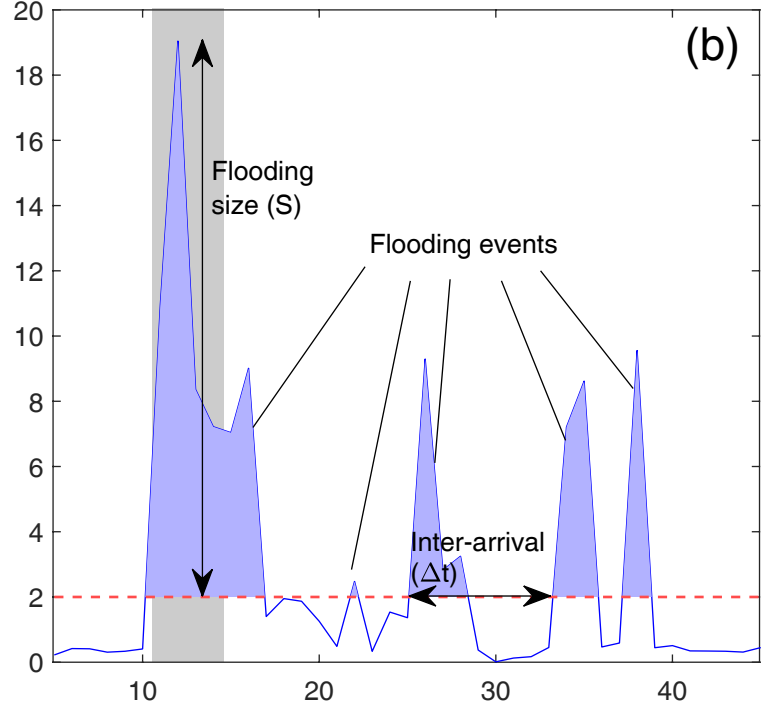 20
(b)
18
16
Flooding
size (S)
14
Flooding events
12
10
8
6
4
Inter-arrival
(Δt)
2
0
10
20
30
40